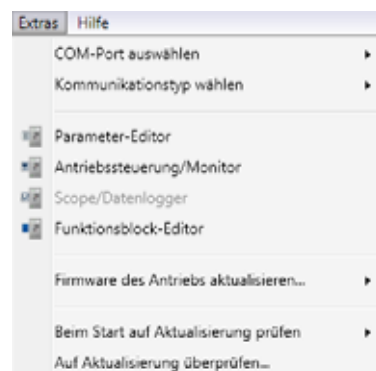 Extras Hilfe
COM-Port auswählen
Kommunikationstyp wählen
Parameter-Editor
Antriebssteuerung/Monitor
Scope/Datenlogger
Funktionsblock-Editor
Firmware des Antriebs aktualisieren...
Beim Start auf Aktualisierung prüfen
Auf Aktualisierung überprüfen...